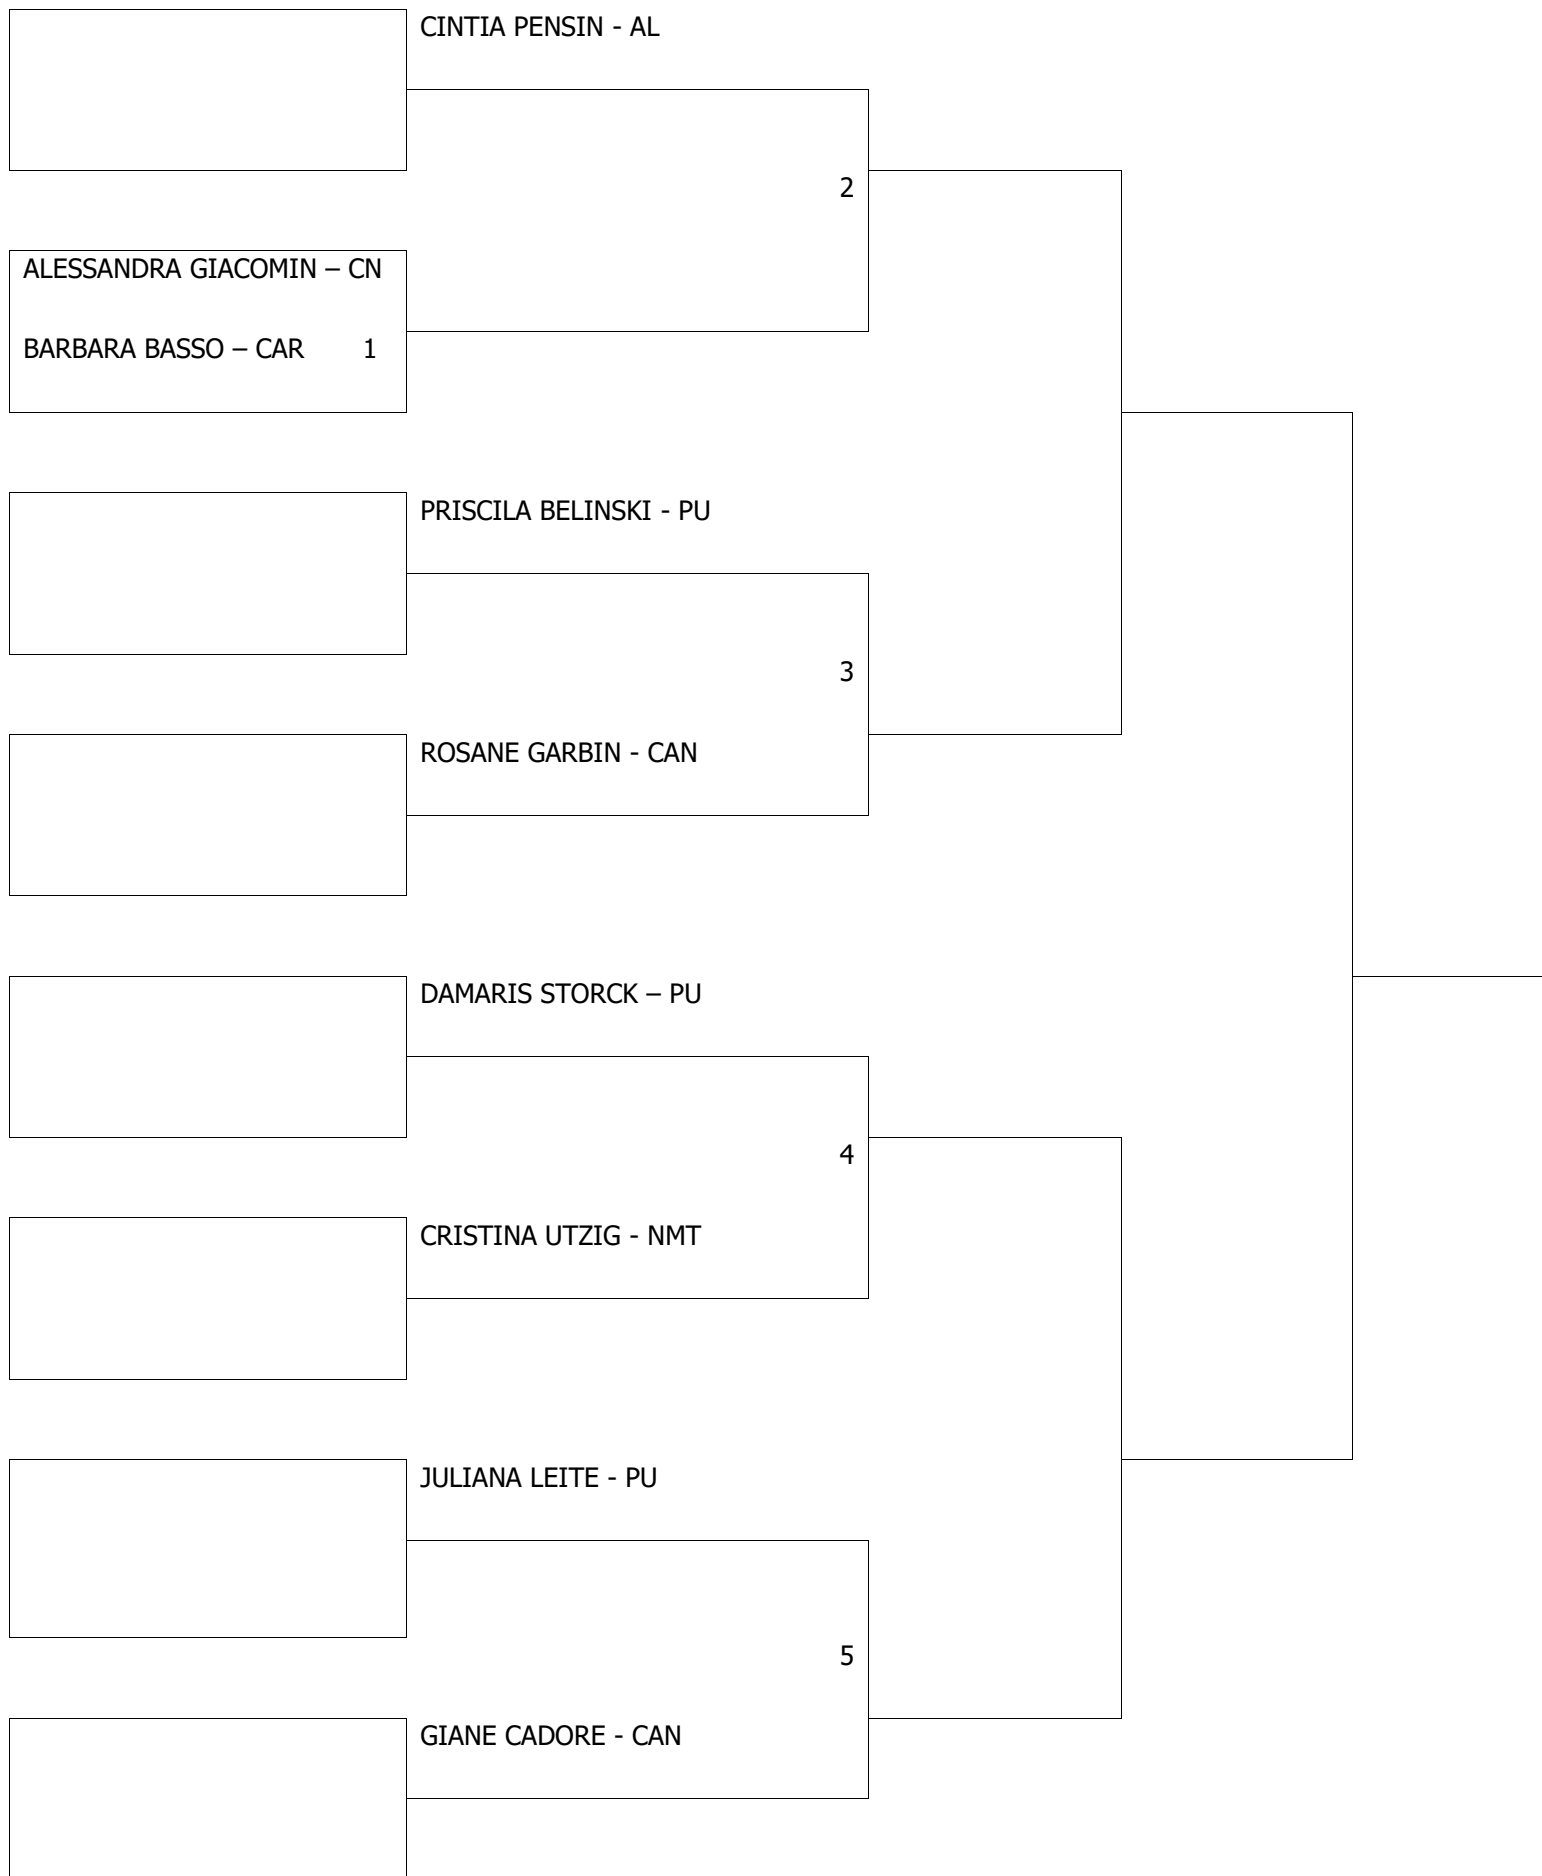 CINTIA PENSIN - AL
2
ALESSANDRA GIACOMIN – CN
BARBARA BASSO – CAR 1
PRISCILA BELINSKI - PU
3
ROSANE GARBIN - CAN
DAMARIS STORCK – PU
4
CRISTINA UTZIG - NMT
JULIANA LEITE - PU
5
GIANE CADORE - CAN